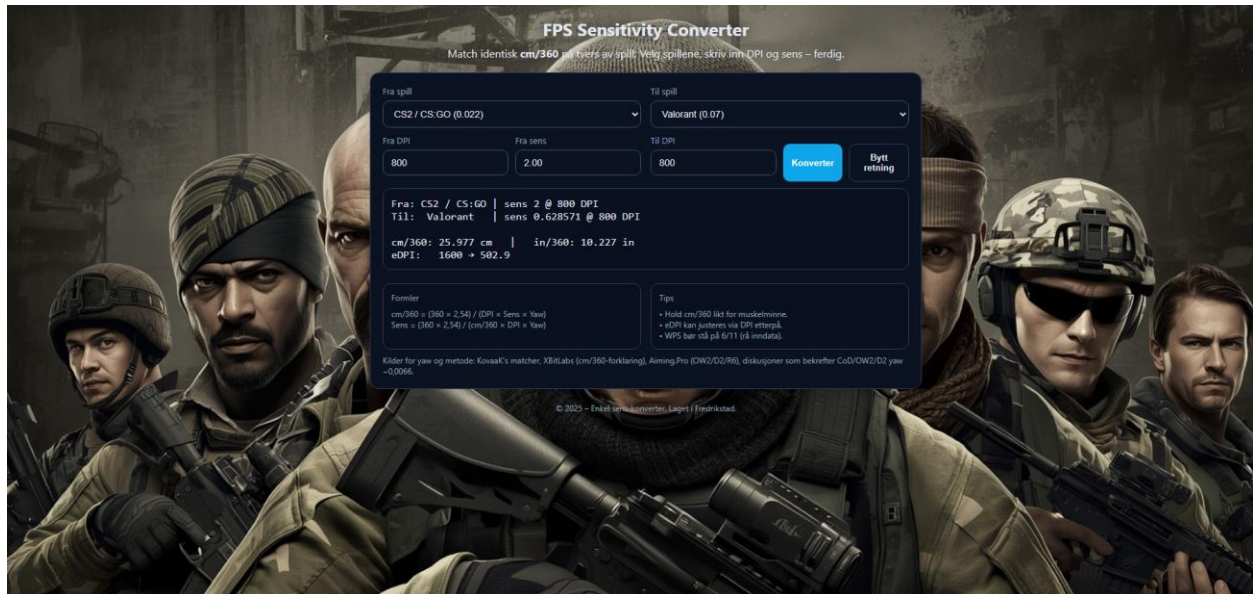 FPS Sensitivity Converter
Match identisk cm/360 på tvers av spill. Velg spillene, skriv inn DPI og sens – ferdig.
Fra spill
Til spill
CS2 / CS:GO (0.022)
Valorant (0.07)
Fra DPI
Fra sens
Til DPI
800
2.00
800
Konverter
Bytt
retning
Fra: CS2 / CS:GO | sens 2 @ 800 DPI
Til: Valorant | sens 0.628571 @ 800 DPI
cm/360: 25.977 cm | in/360: 10.227 in
eDPI: 1600 → 502.9
Formler
cm/360 = (360 × 2,54) / (DPI × Sens × Yaw)
Sens = (360 × 2,54) / (cm/360 × DPI × Yaw)
Tips
• Hold cm/360 likt for muskelminne.
• eDPI kan justeres via DPI etterpå.
• WPS bør stå på 6/11 (rå inndata).
Kilder for yaw og metode: KovaaK's matcher, XBitLabs (cm/360-forklaring), Aiming.Pro (OW2/D2/R6), diskusjoner som bekrefter CoD/OW2/D2 yaw
~0,0066.
© 2025 – Enkel sens-konverter. Laget i Fredrikstad.